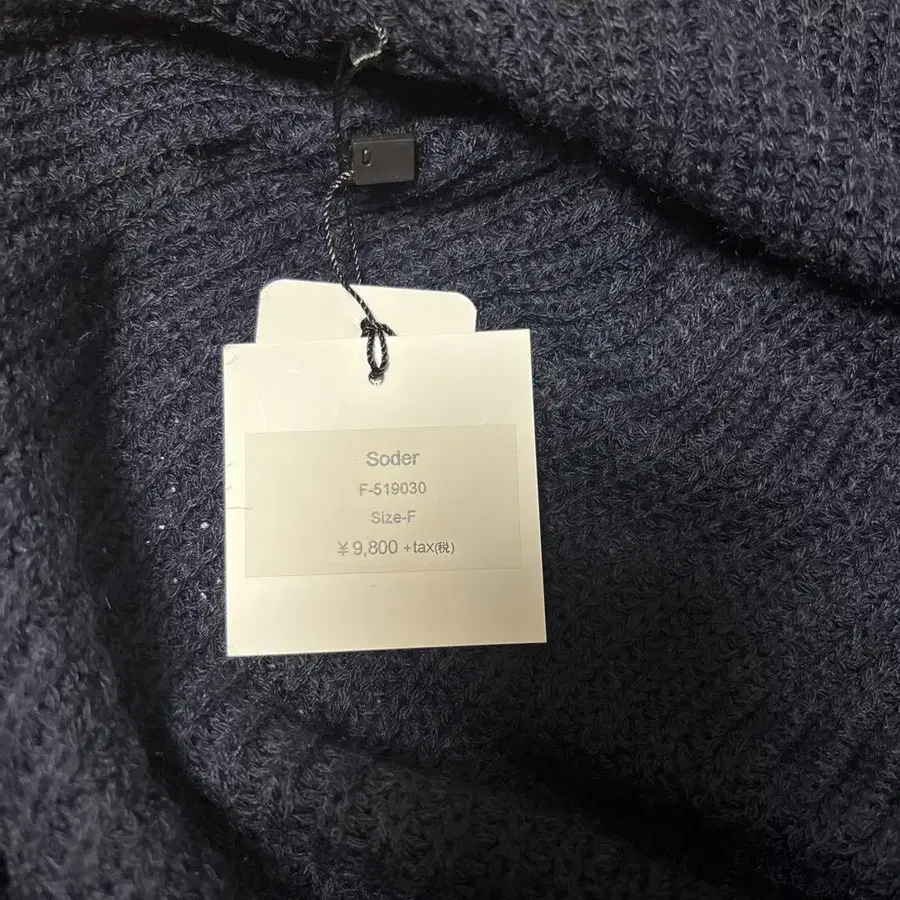 Soder
F-519030
Size-F
¥9,800 +tax(税)